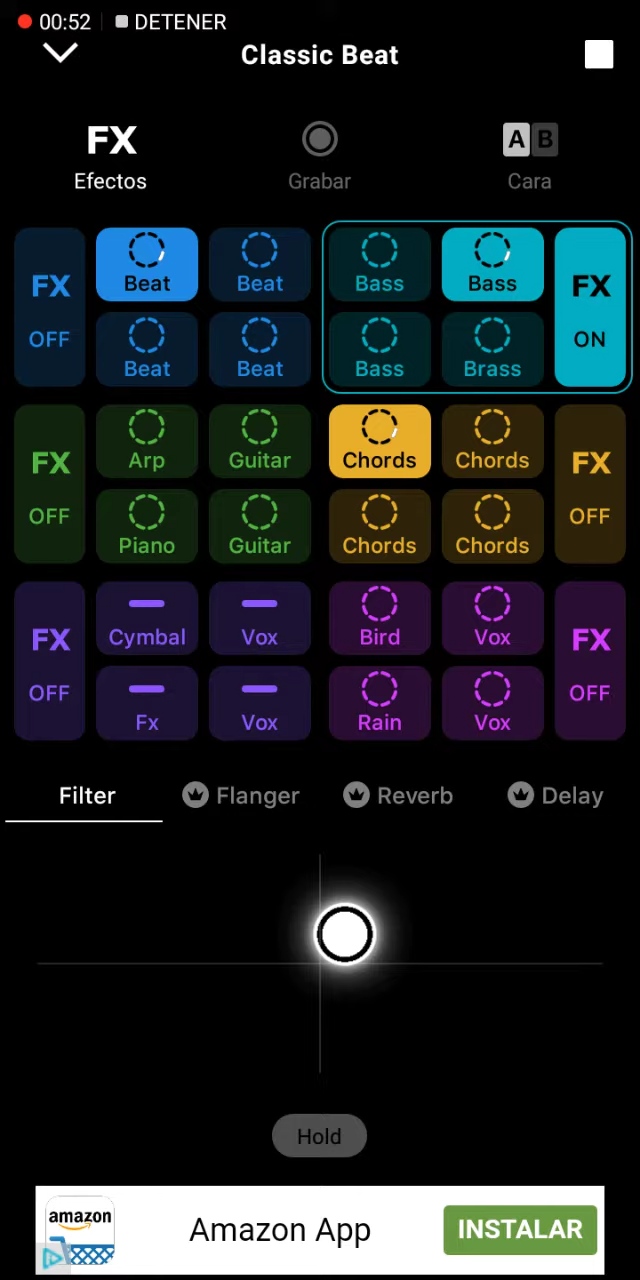 00:52 DETENER
Classic Beat
FX
Efectos
Grabar
A B
Cara
FX
OFF
Beat
Beat
Beat
Beat
Bass
Bass
Bass
Brass
FX
ON
FX
OFF
Arp
Guitar
Piano
Guitar
Chords
Chords
Chords
Chords
FX
OFF
FX
OFF
Cymbal
Vox
Fx
Vox
Bird
Vox
Rain
Vox
FX
OFF
Filter
Flanger
Reverb
Delay
Hold
amazon
Amazon App
INSTALAR